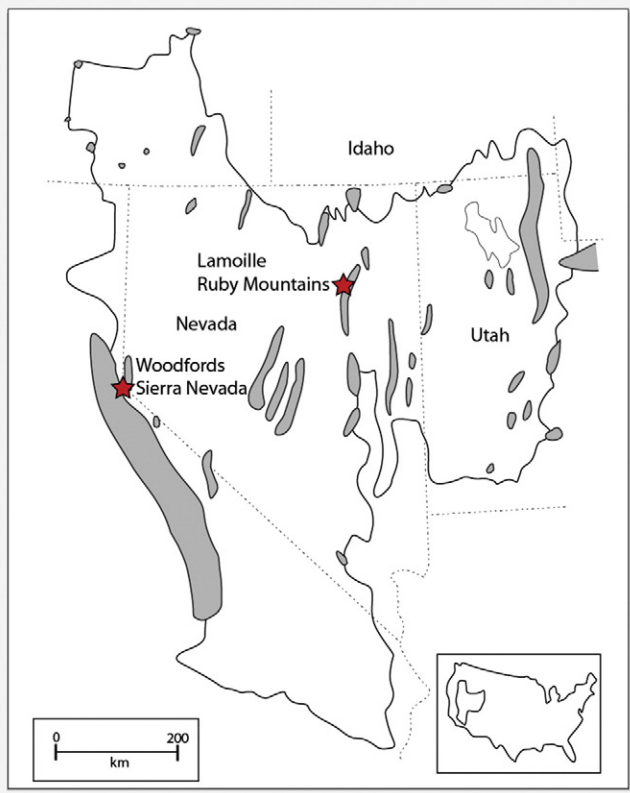 Idaho
Lamoille
Ruby Mountains
Nevada
Utah
Woodfords
Sierra Nevada
0 200
km